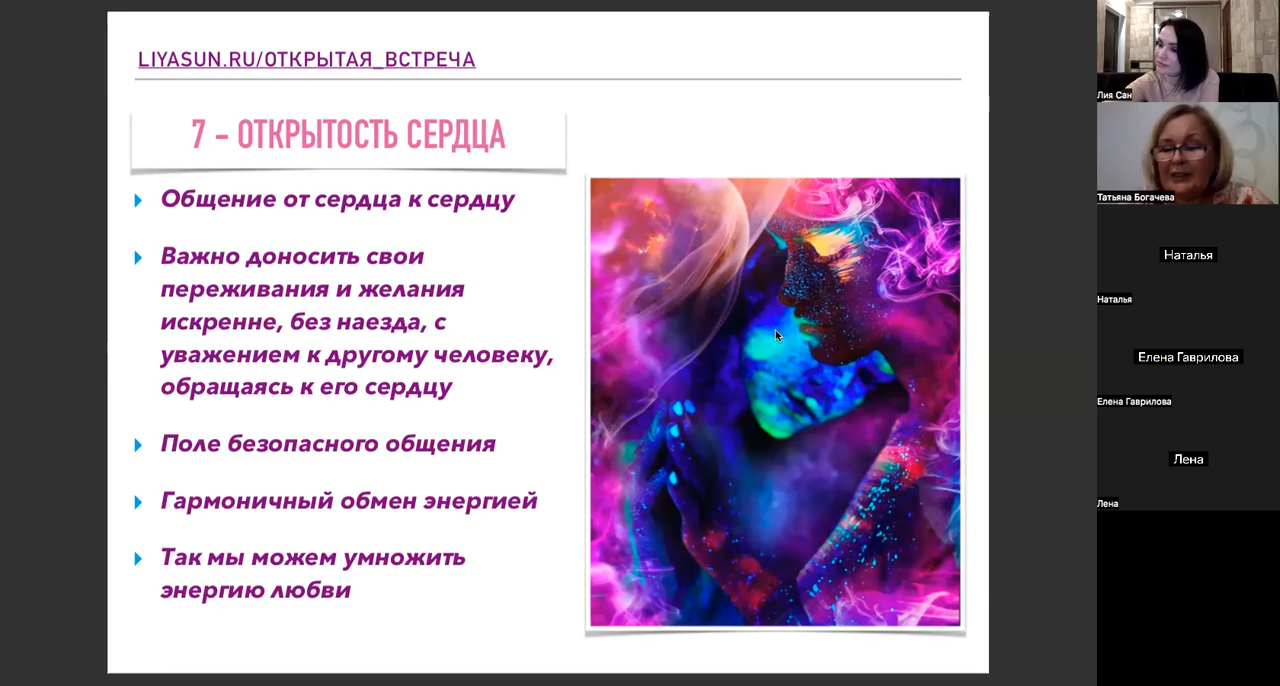 LIYASUN.RU/ОТКРЫТАЯ_ВСТРЕЧА
7 – ОТКРЫТОСТЬ СЕРДЦА
Общение от сердца к сердцу
Важно доносить свои
переживания и желания
искренне, без наезда, с
уважением к другому человеку,
обращаясь к его сердцу
Поле безопасного общения
Гармоничный обмен энергией
Так мы можем умножить
энергию любви
Лия Сан
Татьяна Богачева
Наталья
Наталья
Елена Гаврилова
Елена Гаврилова
Лена
Лена